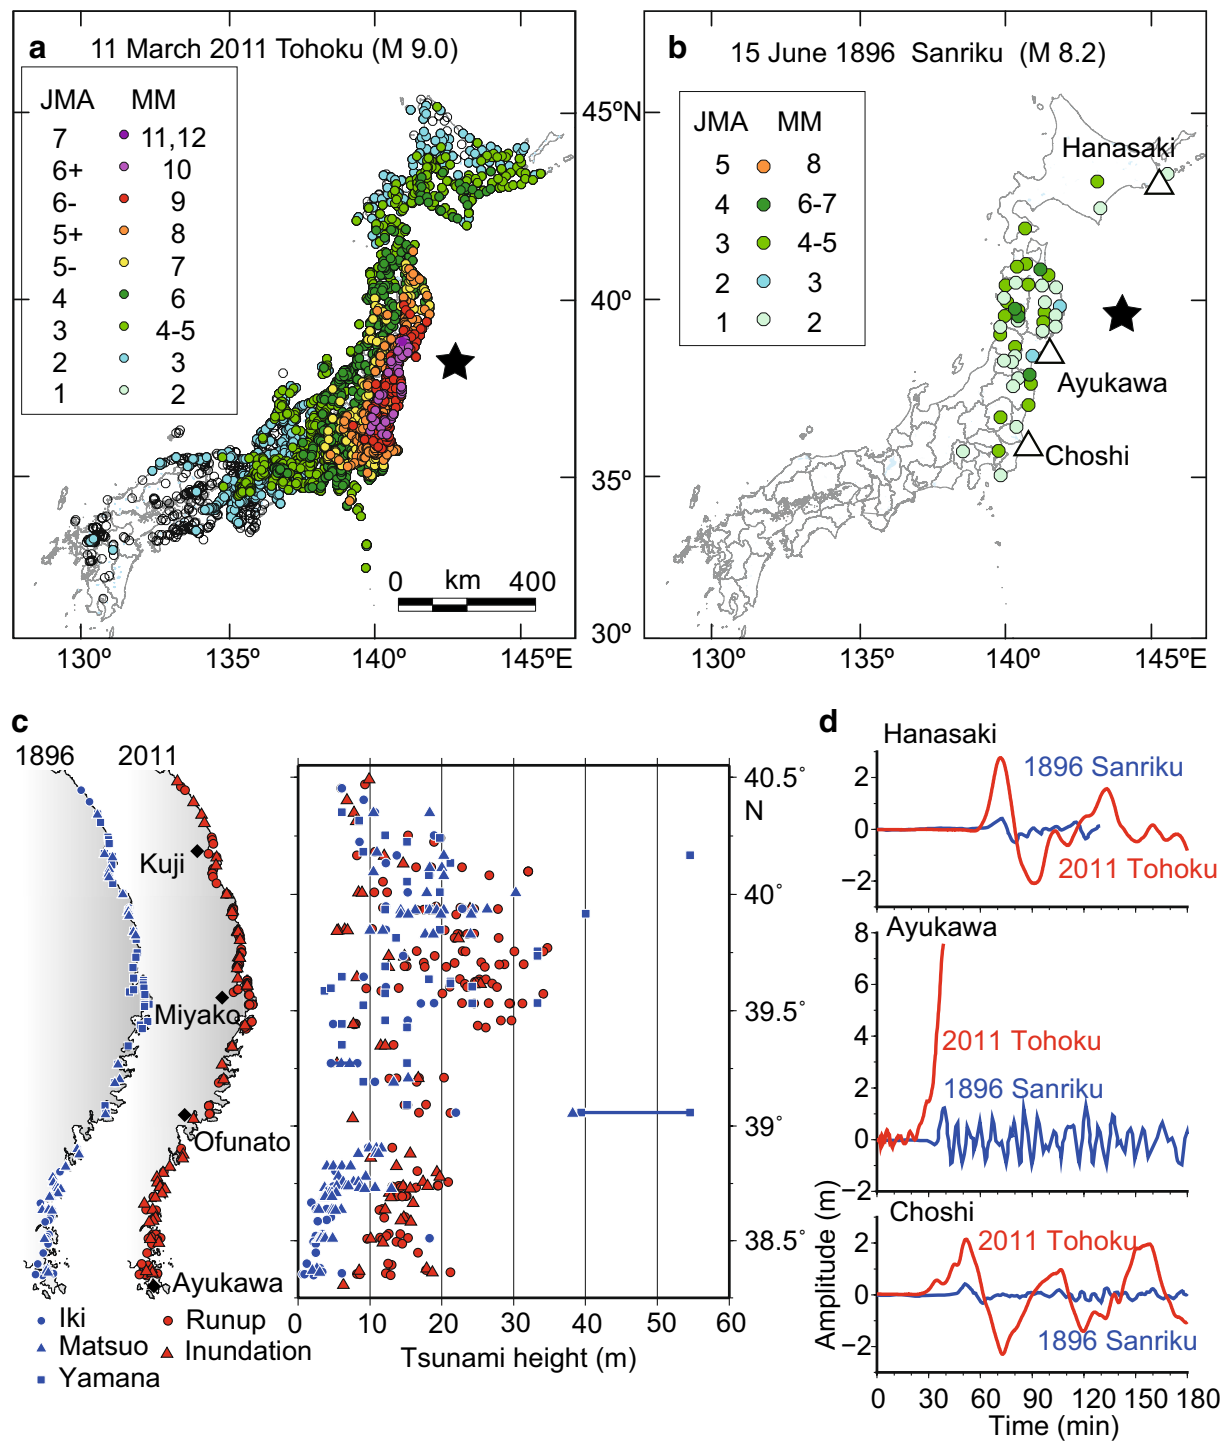 a 11 March 2011 Tohoku (M 9.0)
JMA MM
7 11,12
6+ 10
6- 9
5+ 8
5- 7
4 6
3 4-5
2 3
1 2
0 km 400
130º 135º 140º 145ºE
45ºN
40º
35º
30º
b 15 June 1896 Sanriku (M 8.2)
JMA MM
5 8
4 6-7
3 4-5
2 3
1 2
Hanasaki
Ayukawa
Choshi
130º 135º 140º 145ºE
c
1896 2011
Kuji
Miyako
Ofunato
Ayukawa
Iki
Matsuo
Yamana
Runup
Inundation
40.5°
N
40°
39.5°
39°
38.5°
0 10 20 30 40 50 60
Tsunami height (m)
d
Hanasaki
2
0
−2
1896 Sanriku
2011 Tohoku
Ayukawa
8
6
4
2
0
−2
2011 Tohoku
1896 Sanriku
Choshi
2
0
−2
2011 Tohoku
1896 Sanriku
Amplitude (m)
0 30 60 90 120 150 180
Time (min)